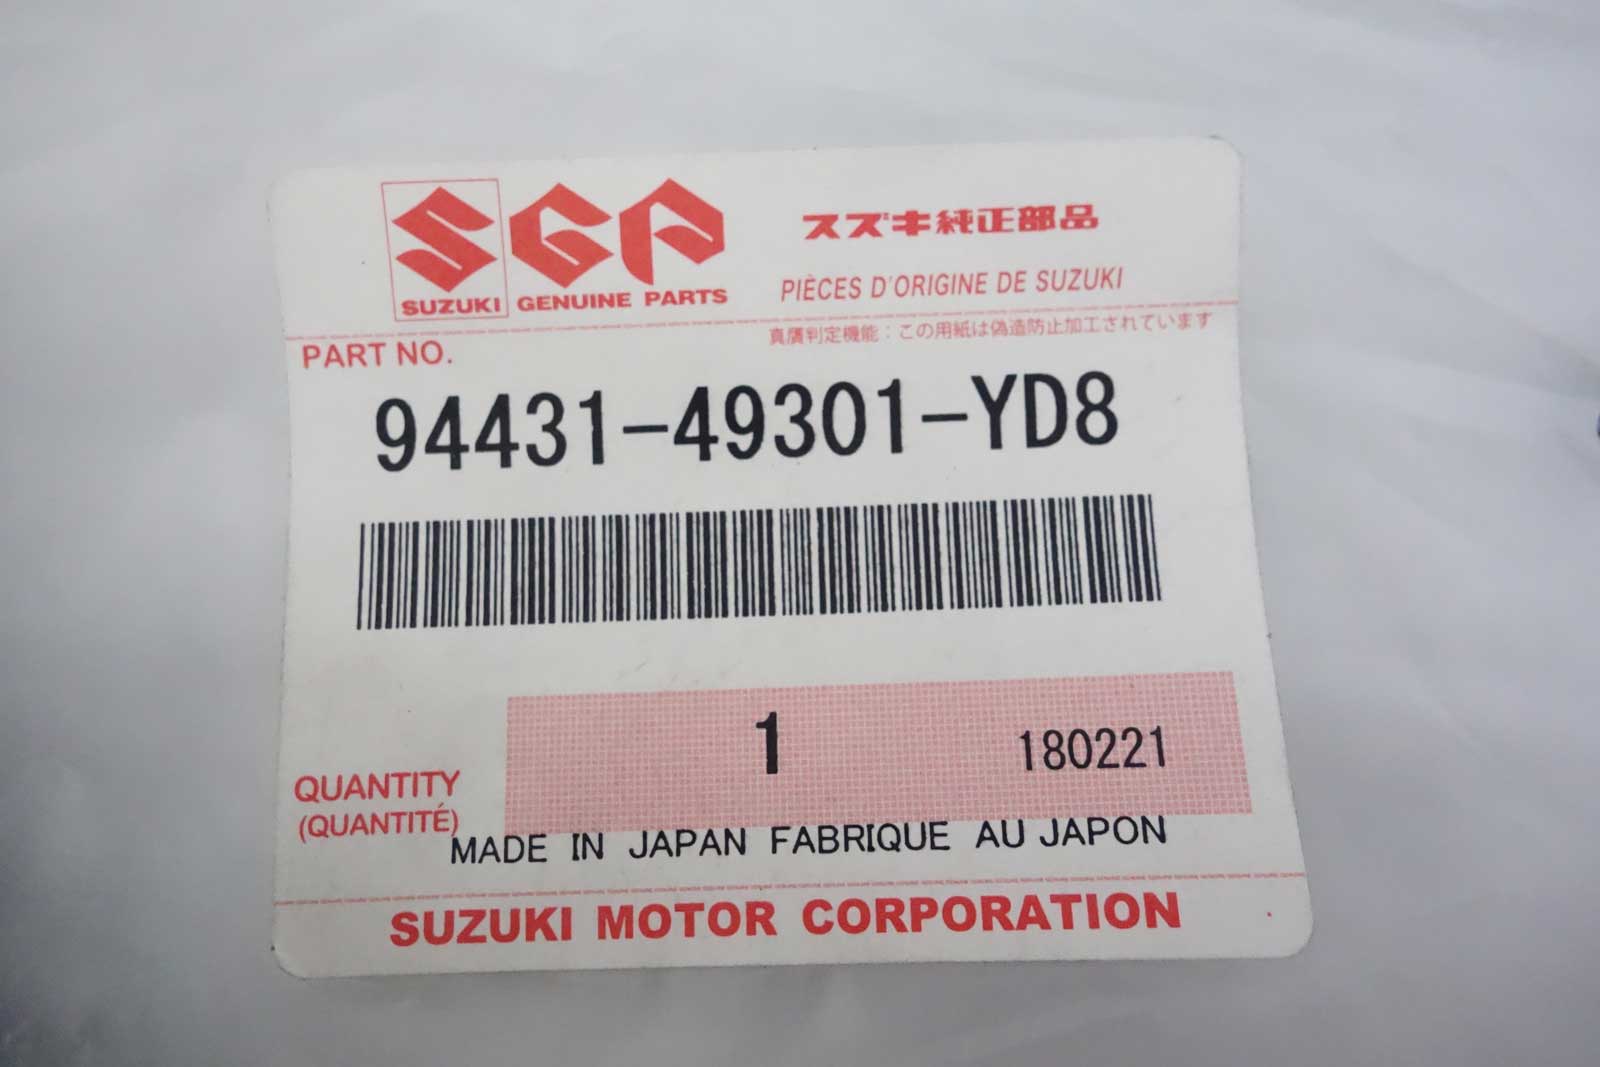 SGP
SUZUKI GENUINE PARTS
スズキ純正部品
PIÈCES D'ORIGINE DE SUZUKI
真贋判定機能：この用紙は偽造防止加工されています
PART NO.
94431-49301-YD8
1 180221
QUANTITY
(QUANTITÉ)
MADE IN JAPAN FABRIQUE AU JAPON
SUZUKI MOTOR CORPORATION